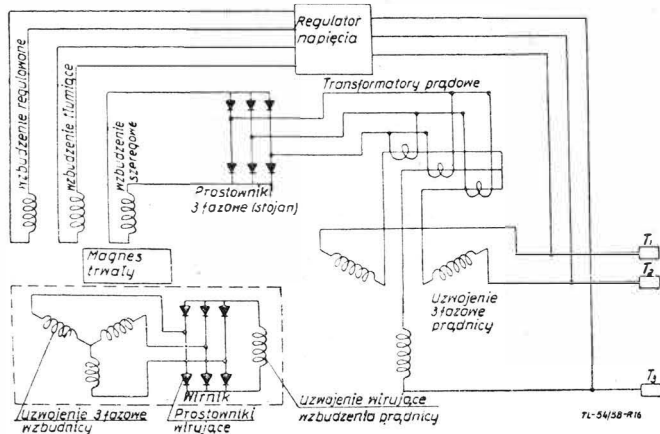 Regulator
napięcia
Transformatory prądowe
wzbudzenie regulowane
wzbudzenie tłumiące
wzbudzenie
szeregowe
Prostowniki
3 fazowe (stojan)
Magnes
trwały
T1
T2
Uzwojenie
3 fazowe
prądnicy
T3
Wirnik
Uzwojenie 3 fazowe
wzbudnicy
Prostowniki
wirujące
Uzwojenie wirujące
wzbudzenia prądnicy
TL-54/58-R16